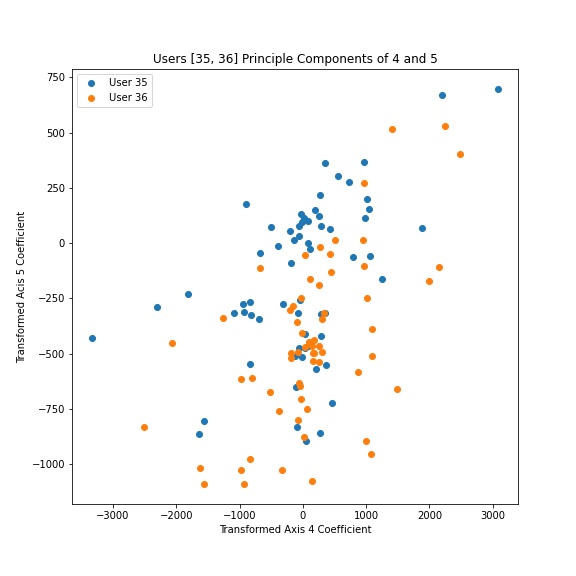 Users [35, 36] Principle Components of 4 and 5
User 35
User 36
750
500
250
0
−250
−500
−750
−1000
Transformed Acis 5 Coefficient
−3000 −2000 −1000 0 1000 2000 3000
Transformed Axis 4 Coefficient